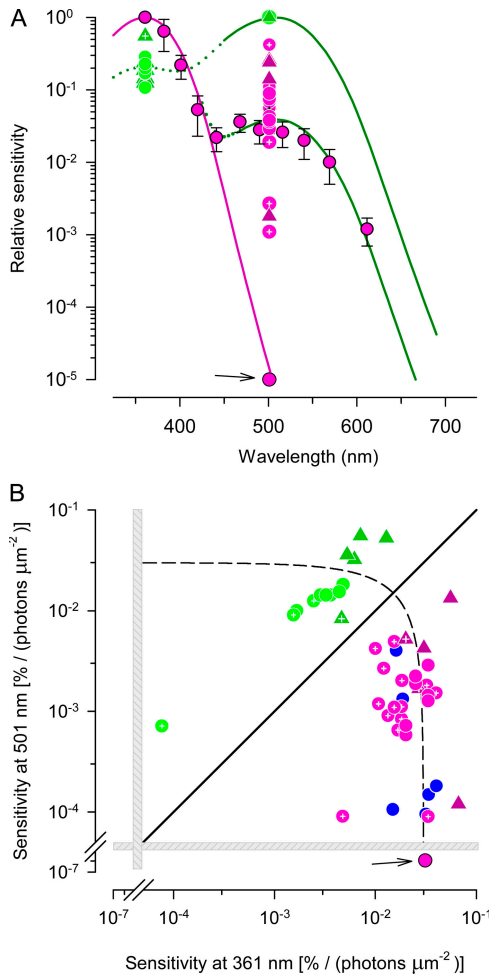 A
10⁰
10⁻¹
10⁻²
10⁻³
10⁻⁴
10⁻⁵
Relative sensitivity
400 500 600 700
Wavelength (nm)
B
10⁻¹
10⁻²
10⁻³
10⁻⁴
10⁻⁷
Sensitivity at 501 nm [% / (photons μm⁻²)]
10⁻⁷ 10⁻⁴ 10⁻³ 10⁻² 10⁻¹
Sensitivity at 361 nm [% / (photons μm⁻²)]